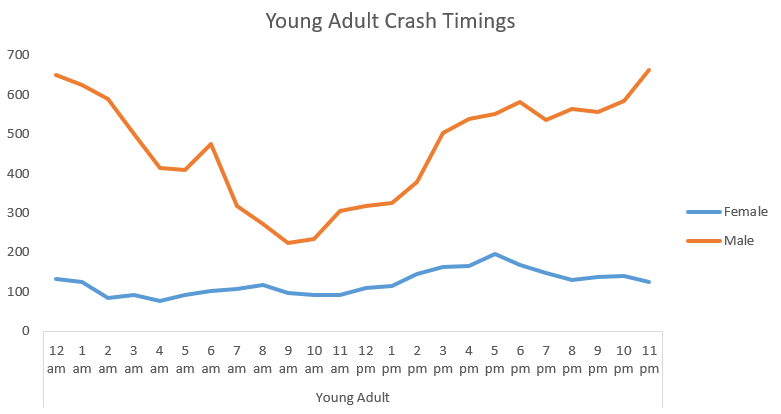 Young Adult Crash Timings
700
600
500
400
300
200
100
0
Female
Male
12 1 2 3 4 5 6 7 8 9 10 11 12 1 2 3 4 5 6 7 8 9 10 11
am am am am am am am am am am am am pm pm pm pm pm pm pm pm pm pm pm pm
Young Adult